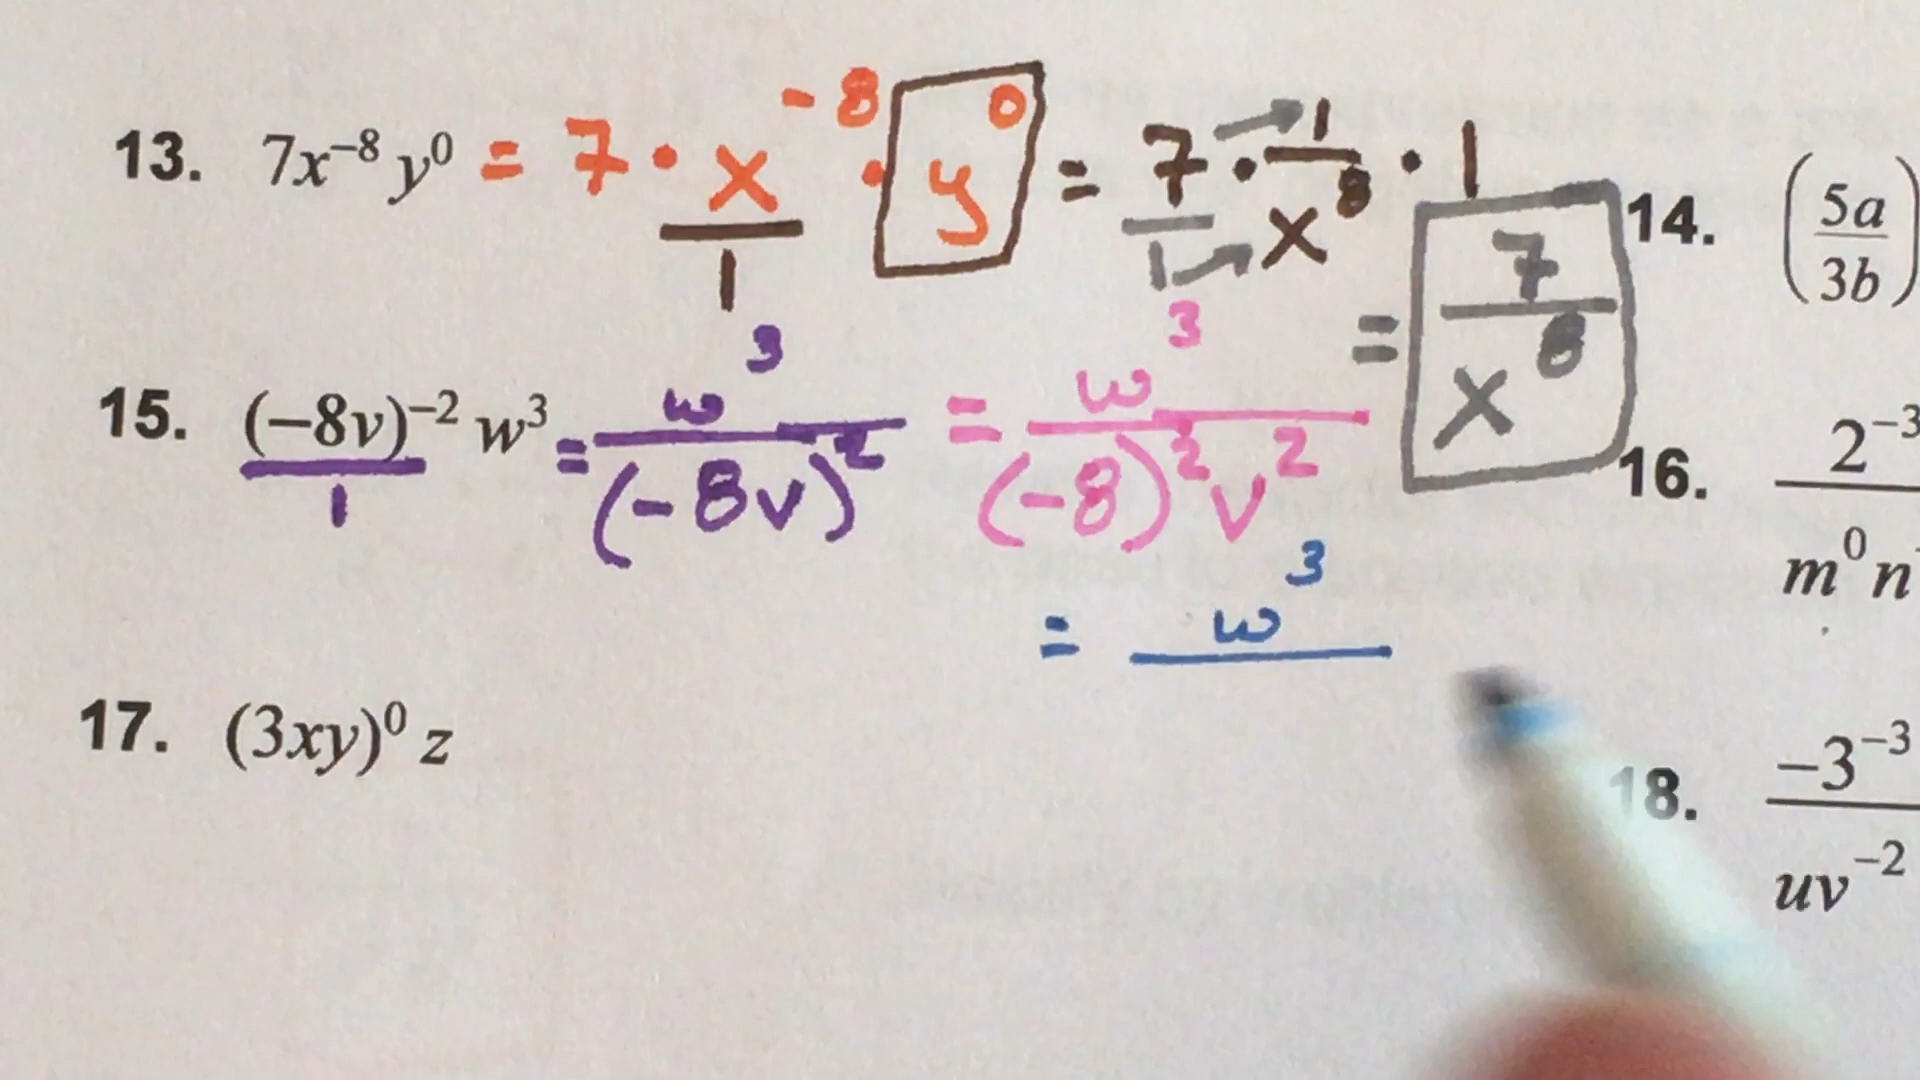 13. 7x⁻⁸ y⁰ = 7 · x⁻⁸/1 · y⁰ = 7/1 · 1/x⁸ · 1
= 7/x⁸
14. (5a/3b)
15. (−8v)⁻²/1 w³ = w³/(−8v)² = w³/(−8)²v²
= w³
16. 2⁻³/m⁰n
17. (3xy)⁰ z
18. −3⁻³/uv⁻²